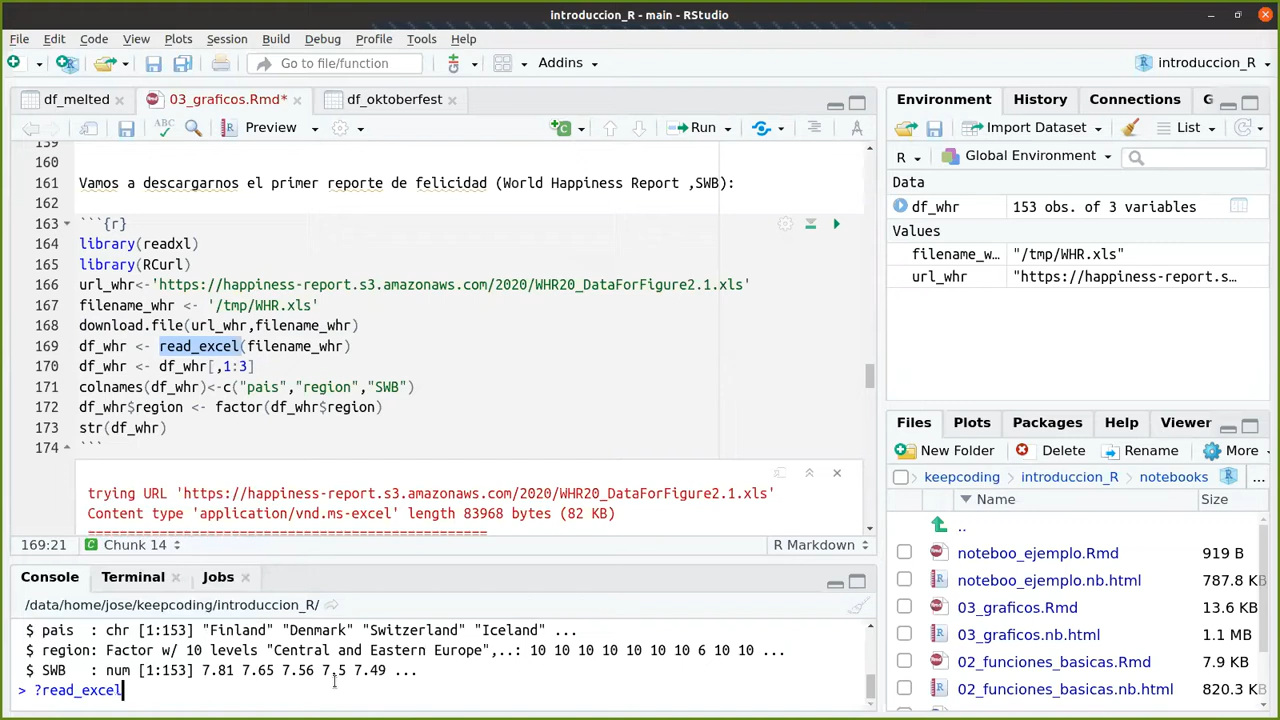 introduccion_R - main - RStudio
File Edit Code View Plots Session Build Debug Profile Tools Help
Go to file/function Addins introduccion_R
df_melted 03_graficos.Rmd* df_oktoberfest
ABC Preview Run
159
160
161 Vamos a descargarnos el primer reporte de felicidad (World Happiness Report ,SWB):
162
163 ```{r}
164 library(readxl)
165 library(RCurl)
166 url_whr<-'https://happiness-report.s3.amazonaws.com/2020/WHR20_DataForFigure2.1.xls'
167 filename_whr <- '/tmp/WHR.xls'
168 download.file(url_whr,filename_whr)
169 df_whr <- read_excel(filename_whr)
170 df_whr <- df_whr[,1:3]
171 colnames(df_whr)<-c("pais","region","SWB")
172 df_whr$region <- factor(df_whr$region)
173 str(df_whr)
174 ```
trying URL 'https://happiness-report.s3.amazonaws.com/2020/WHR20_DataForFigure2.1.xls'
Content type 'application/vnd.ms-excel' length 83968 bytes (82 KB)
==================================================
169:21 Chunk 14 R Markdown
Console Terminal Jobs
/data/home/jose/keepcoding/introduccion_R/
$ pais : chr [1:153] "Finland" "Denmark" "Switzerland" "Iceland" ...
$ region: Factor w/ 10 levels "Central and Eastern Europe",..: 10 10 10 10 10 10 10 6 10 10 ...
$ SWB : num [1:153] 7.81 7.65 7.56 7.5 7.49 ...
> ?read_excel
Environment History Connections G
Import Dataset List
R Global Environment
Data
df_whr 153 obs. of 3 variables
Values
filename_w… "/tmp/WHR.xls"
url_whr "https://happiness-report.s…
Files Plots Packages Help Viewer
New Folder Delete Rename More
keepcoding introduccion_R notebooks ...
Name Size
..
noteboo_ejemplo.Rmd 919 B
noteboo_ejemplo.nb.html 787.8 KB
03_graficos.Rmd 13.6 KB
03_graficos.nb.html 1.1 MB
02_funciones_basicas.Rmd 7.9 KB
02_funciones_basicas.nb.html 820.3 KB